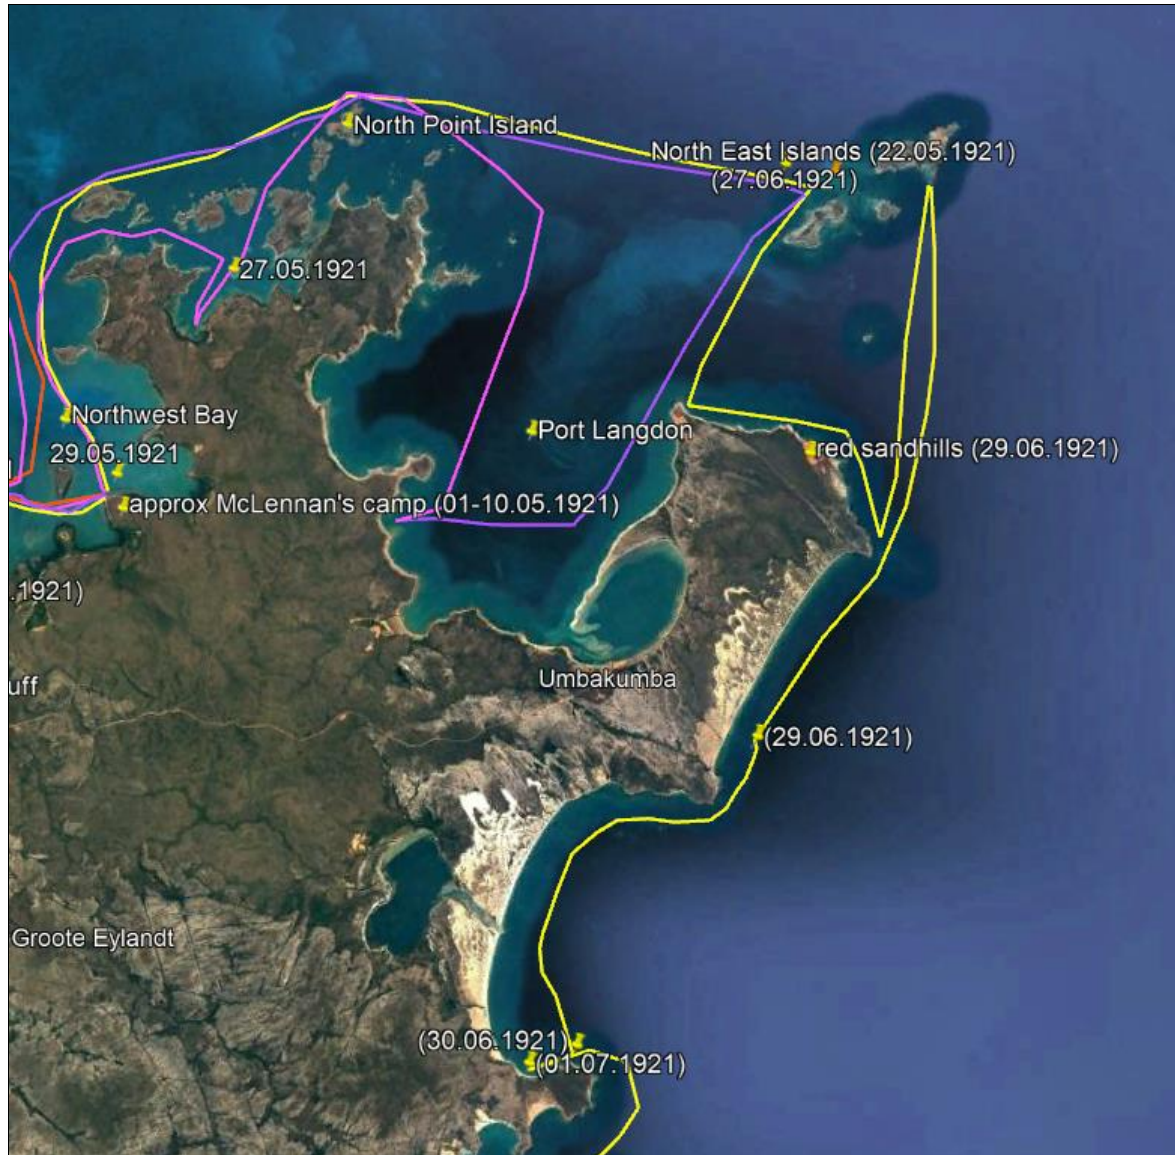 North Point Island
North East Islands (22.05.1921)
(27.06.1921)
27.05.1921
Northwest Bay
29.05.1921
Port Langdon
red sandhills (29.06.1921)
approx McLennan's camp (01-10.05.1921)
.1921)
Umbakumba
uff
(29.06.1921)
Groote Eylandt
(30.06.1921)
(01.07.1921)